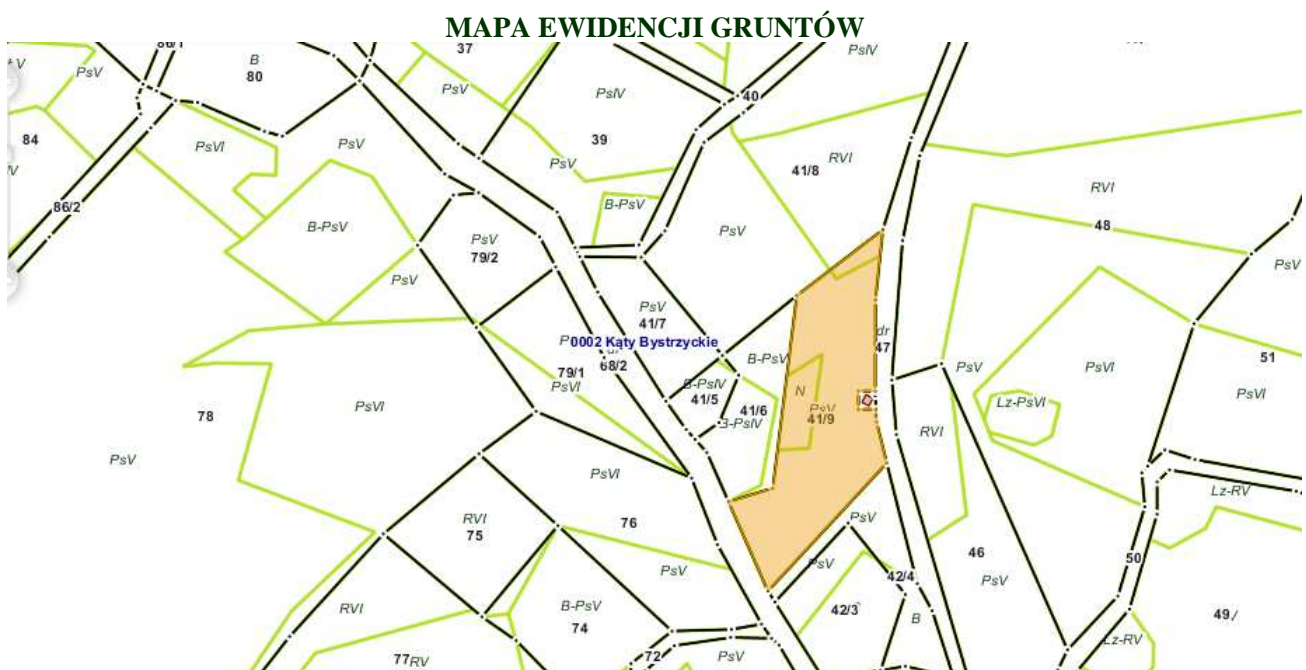 MAPA EWIDENCJI GRUNTÓW
86/1
B
80
37
PsIV
V
PsV
PsV
PsIV
40
84
PsVI
PsV
39
PsV
RVI
41/8
RVI
86/2
B-PsV
B-PsV
PsV
48
PsV
79/2
PsV
PsV
PsV
41/7
dr
47
0002 Kąty Bystrzyckie
68/2
B-PsV
PsV
51
79/1
PsVI
B-PsIV
41/5
N
PsVI
PsVI
78
PsVI
41/6
B-PsIV
PsV
41/9
Lz-PsVI
RVI
PsV
PsVI
Lz-RV
RVI
75
76
PsV
46
PsV
PsV
PsV
50
RVI
B-PsV
74
42/4
42/3
B
49/
77
RV
72
PsV
Lz-RV